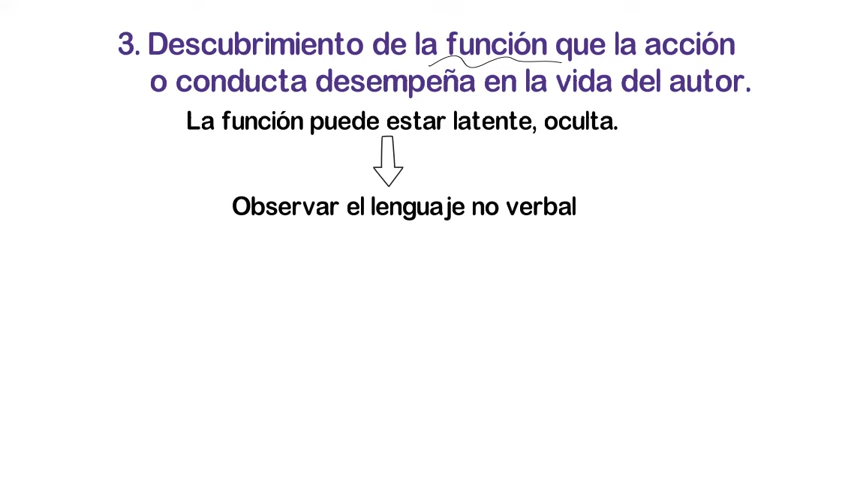 3. Descubrimiento de la función que la acción
o conducta desempeña en la vida del autor.
La función puede estar latente, oculta.
Observar el lenguaje no verbal